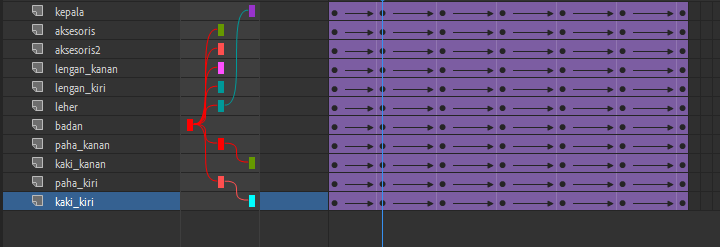 kepala
aksesoris
aksesoris2
lengan_kanan
lengan_kiri
leher
badan
paha_kanan
kaki_kanan
paha_kiri
kaki_kiri